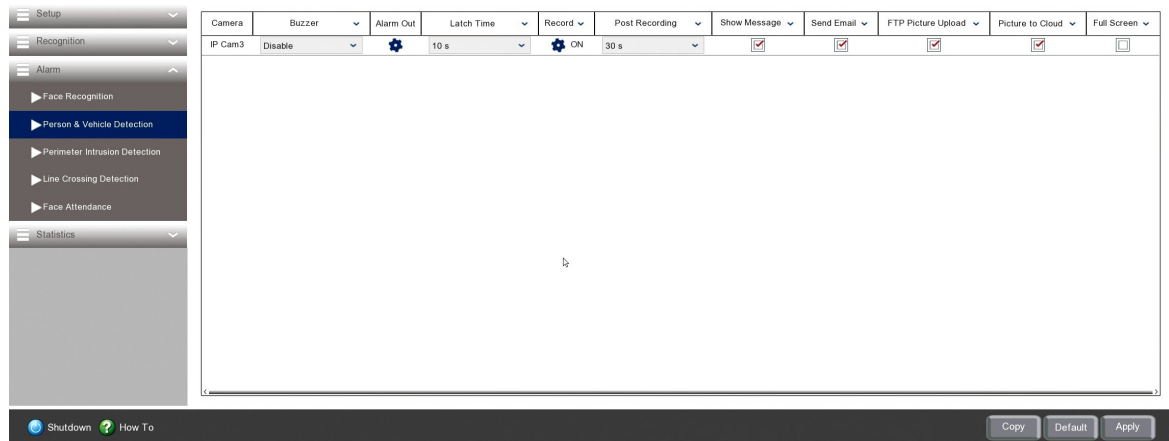 Setup
Recognition
Alarm
Face Recognition
Person & Vehicle Detection
Perimeter Intrusion Detection
Line Crossing Detection
Face Attendance
Statistics
Camera Buzzer Alarm Out Latch Time Record Post Recording Show Message Send Email FTP Picture Upload Picture to Cloud Full Screen
IP Cam3 Disable 10 s ON 30 s
Shutdown How To
Copy Default Apply